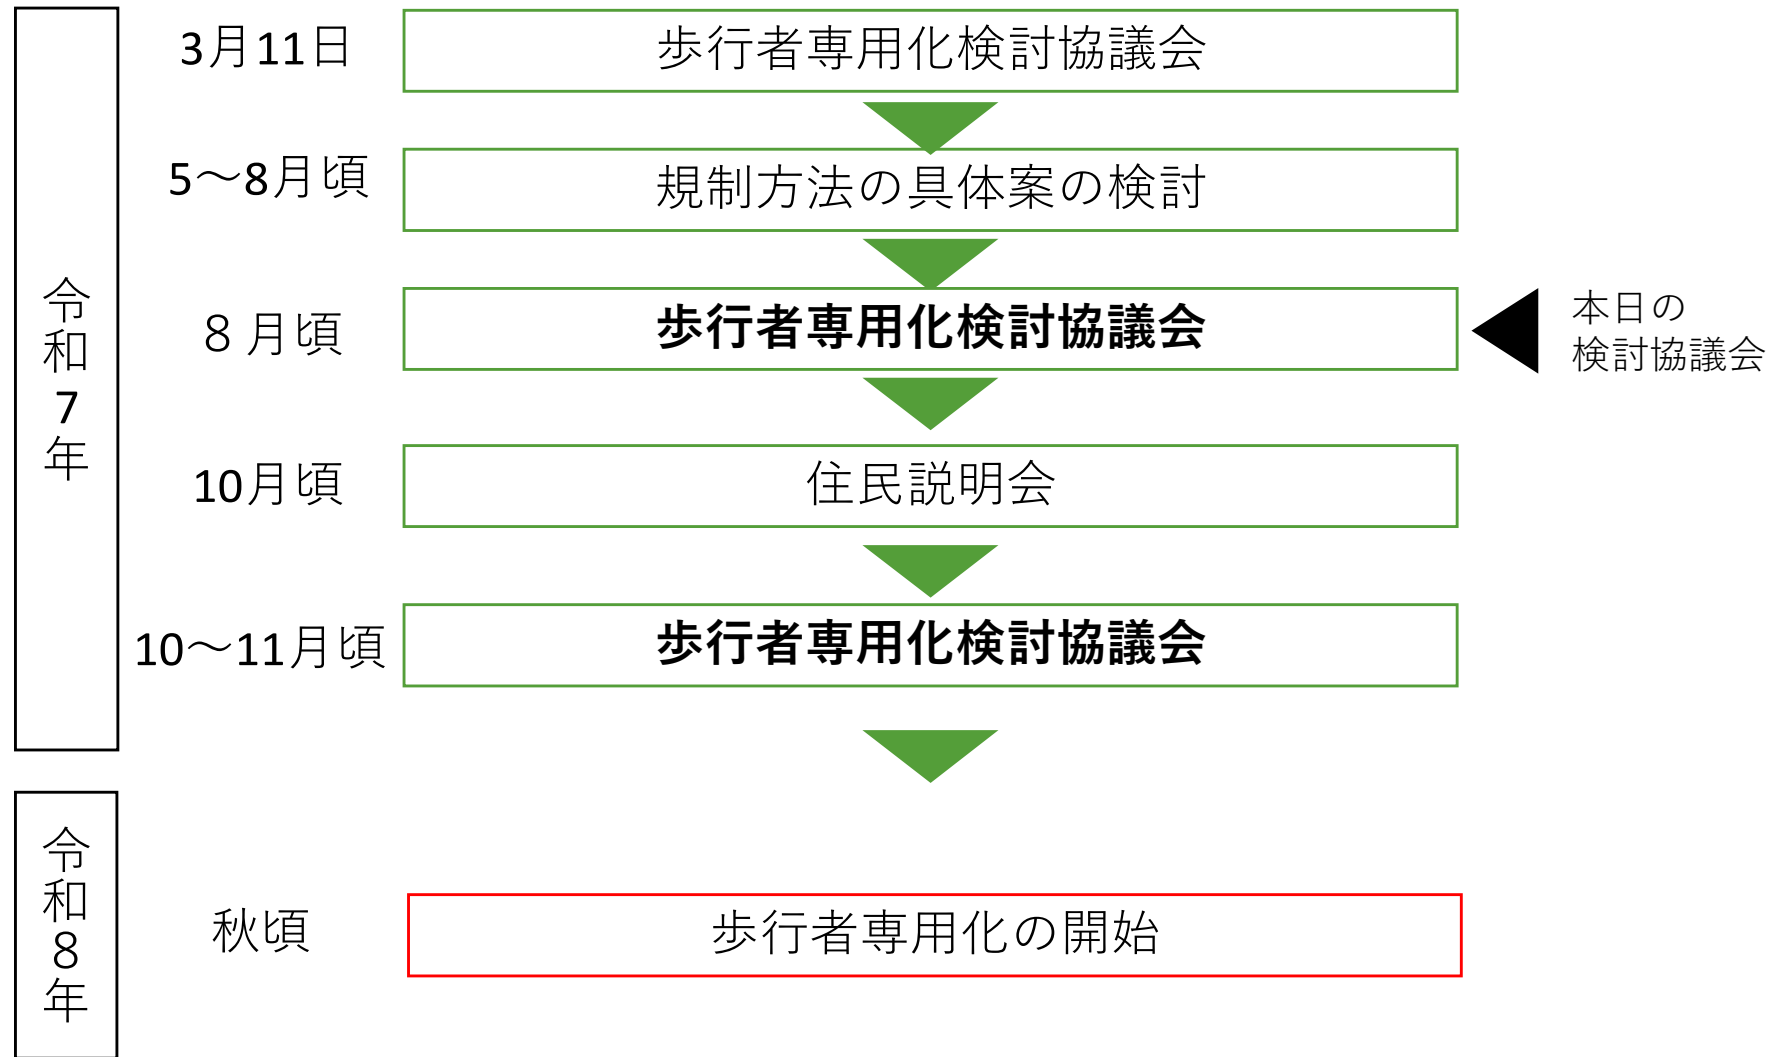 令和7年
3月11日
歩行者専用化検討協議会
5～8月頃
規制方法の具体案の検討
８月頃
歩行者専用化検討協議会
本日の
検討協議会
10月頃
住民説明会
10～11月頃
歩行者専用化検討協議会
令和８年
秋頃
歩行者専用化の開始